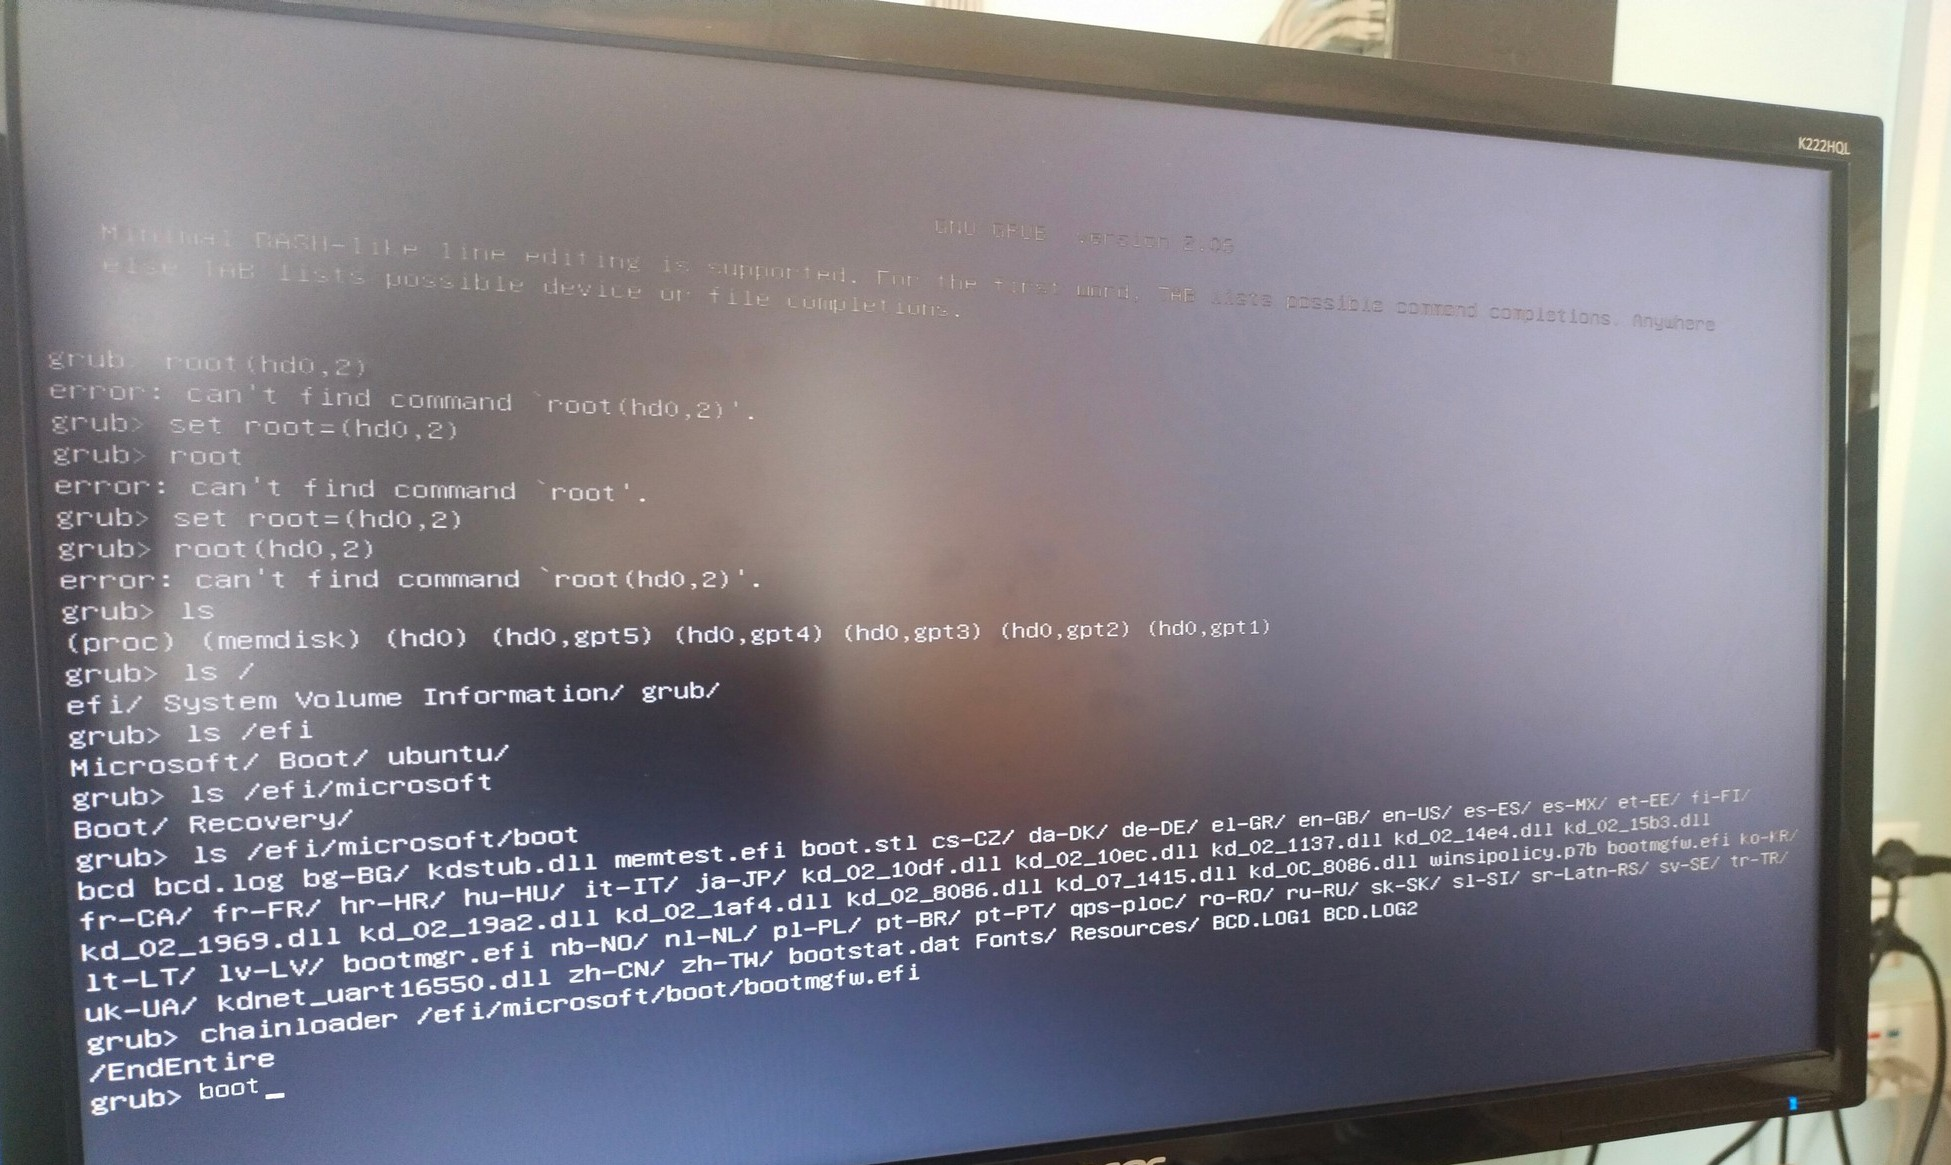 K222HQL
GNU GRUB version 2.06
Minimal BASH-like line editing is supported. For the first word, TAB lists possible command completions. Anywhere
else TAB lists possible device or file completions.
grub> root(hd0,2)
error: can't find command `root(hd0,2)'.
grub> set root=(hd0,2)
grub> root
error: can't find command `root'.
grub> set root=(hd0,2)
grub> root(hd0,2)
error: can't find command `root(hd0,2)'.
grub> ls
(proc) (memdisk) (hd0) (hd0,gpt5) (hd0,gpt4) (hd0,gpt3) (hd0,gpt2) (hd0,gpt1)
grub> ls /
efi/ System Volume Information/ grub/
grub> ls /efi
Microsoft/ Boot/ ubuntu/
grub> ls /efi/microsoft
Boot/ Recovery/
grub> ls /efi/microsoft/boot
bcd bcd.log bg-BG/ kdstub.dll memtest.efi boot.stl cs-CZ/ da-DK/ de-DE/ el-GR/ en-GB/ en-US/ es-ES/ es-MX/ et-EE/ fi-FI/
fr-CA/ fr-FR/ hr-HR/ hu-HU/ it-IT/ ja-JP/ kd_02_10df.dll kd_02_10ec.dll kd_02_1137.dll kd_02_14e4.dll kd_02_15b3.dll
kd_02_1969.dll kd_02_19a2.dll kd_02_1af4.dll kd_02_8086.dll kd_07_1415.dll kd_0C_8086.dll winsipolicy.p7b bootmgfw.efi ko-KR/
lt-LT/ lv-LV/ bootmgr.efi nb-NO/ nl-NL/ pl-PL/ pt-BR/ pt-PT/ qps-ploc/ ro-RO/ ru-RU/ sk-SK/ sl-SI/ sr-Latn-RS/ sv-SE/ tr-TR/
uk-UA/ kdnet_uart16550.dll zh-CN/ zh-TW/ bootstat.dat Fonts/ Resources/ BCD.LOG1 BCD.LOG2
grub> chainloader /efi/microsoft/boot/bootmgfw.efi
/EndEntire
grub> boot_